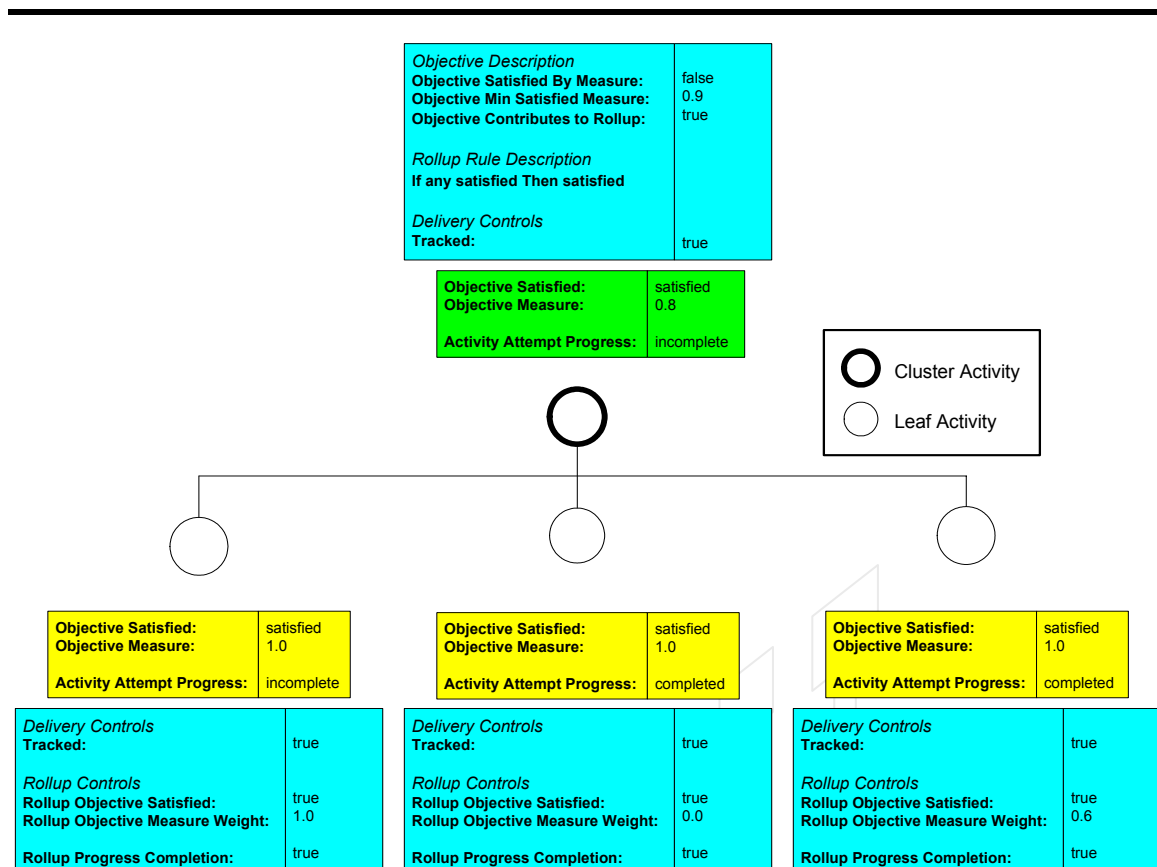 Objective Description
Objective Satisfied By Measure: false
Objective Min Satisfied Measure: 0.9
Objective Contributes to Rollup: true
Rollup Rule Description
If any satisfied Then satisfied
Delivery Controls
Tracked: true
Objective Satisfied: satisfied
Objective Measure: 0.8
Activity Attempt Progress: incomplete
Cluster Activity
Leaf Activity
Objective Satisfied: satisfied
Objective Measure: 1.0
Activity Attempt Progress: incomplete
Delivery Controls
Tracked: true
Rollup Controls
Rollup Objective Satisfied: true
Rollup Objective Measure Weight: 1.0
Rollup Progress Completion: true
Objective Satisfied: satisfied
Objective Measure: 1.0
Activity Attempt Progress: completed
Delivery Controls
Tracked: true
Rollup Controls
Rollup Objective Satisfied: true
Rollup Objective Measure Weight: 0.0
Rollup Progress Completion: true
Objective Satisfied: satisfied
Objective Measure: 1.0
Activity Attempt Progress: completed
Delivery Controls
Tracked: true
Rollup Controls
Rollup Objective Satisfied: true
Rollup Objective Measure Weight: 0.6
Rollup Progress Completion: true